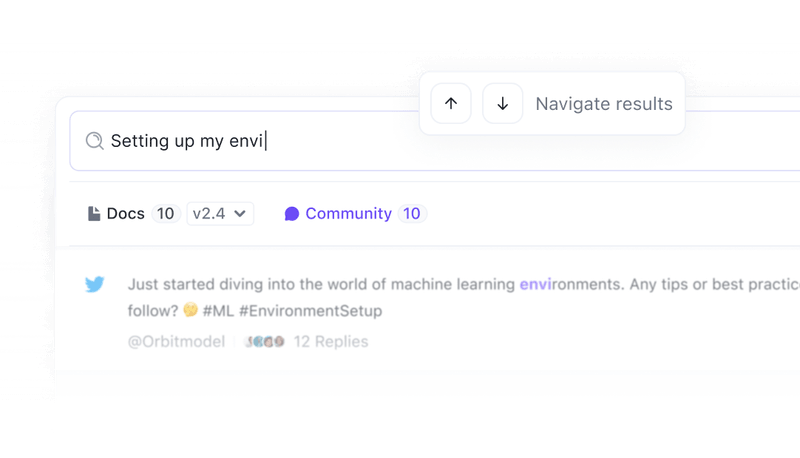 Navigate results
Setting up my envi
Docs 10 v2.4 Community 10
Just started diving into the world of machine learning environments. Any tips or best practic
follow? 🤔 #ML #EnvironmentSetup
@Orbitmodel 12 Replies